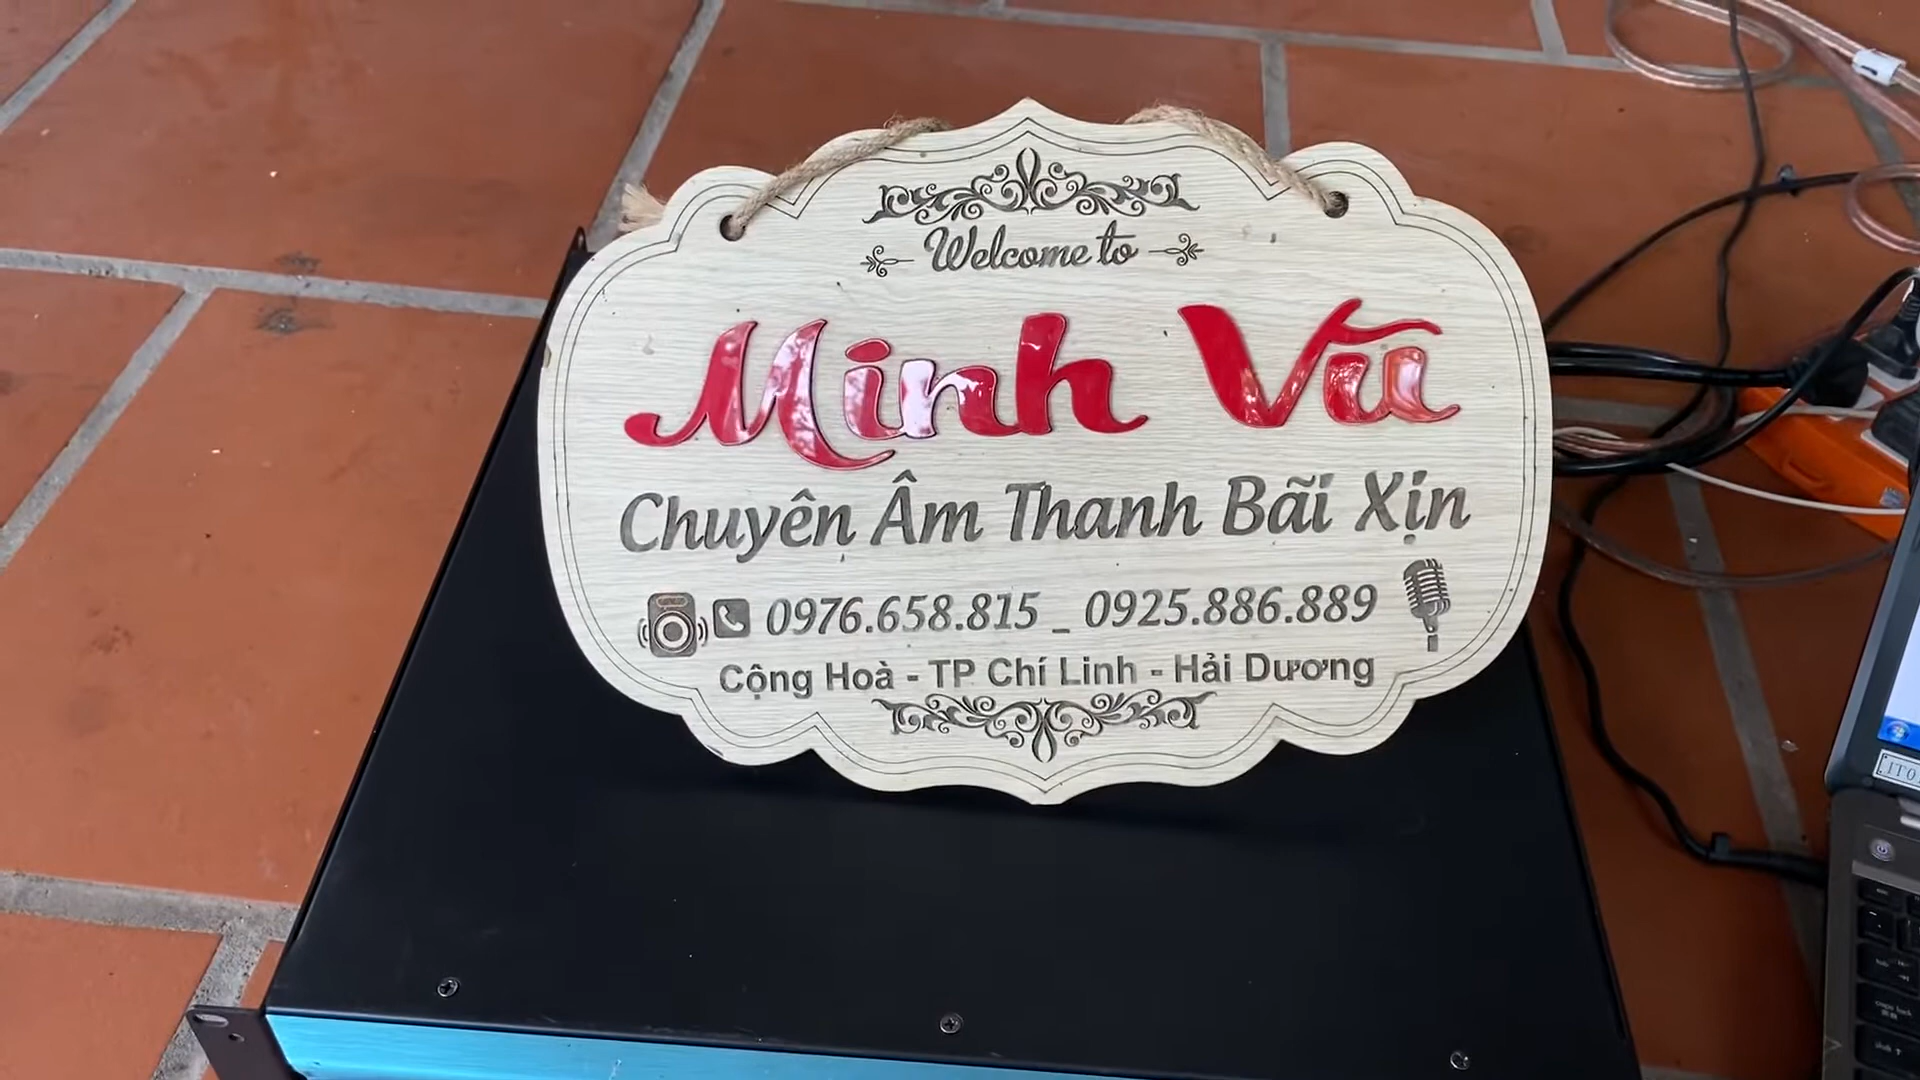 Welcome to
Minh Vũ
Chuyên Âm Thanh Bãi Xịn
0976.658.815 _ 0925.886.889
Cộng Hoà - TP Chí Linh - Hải Dương